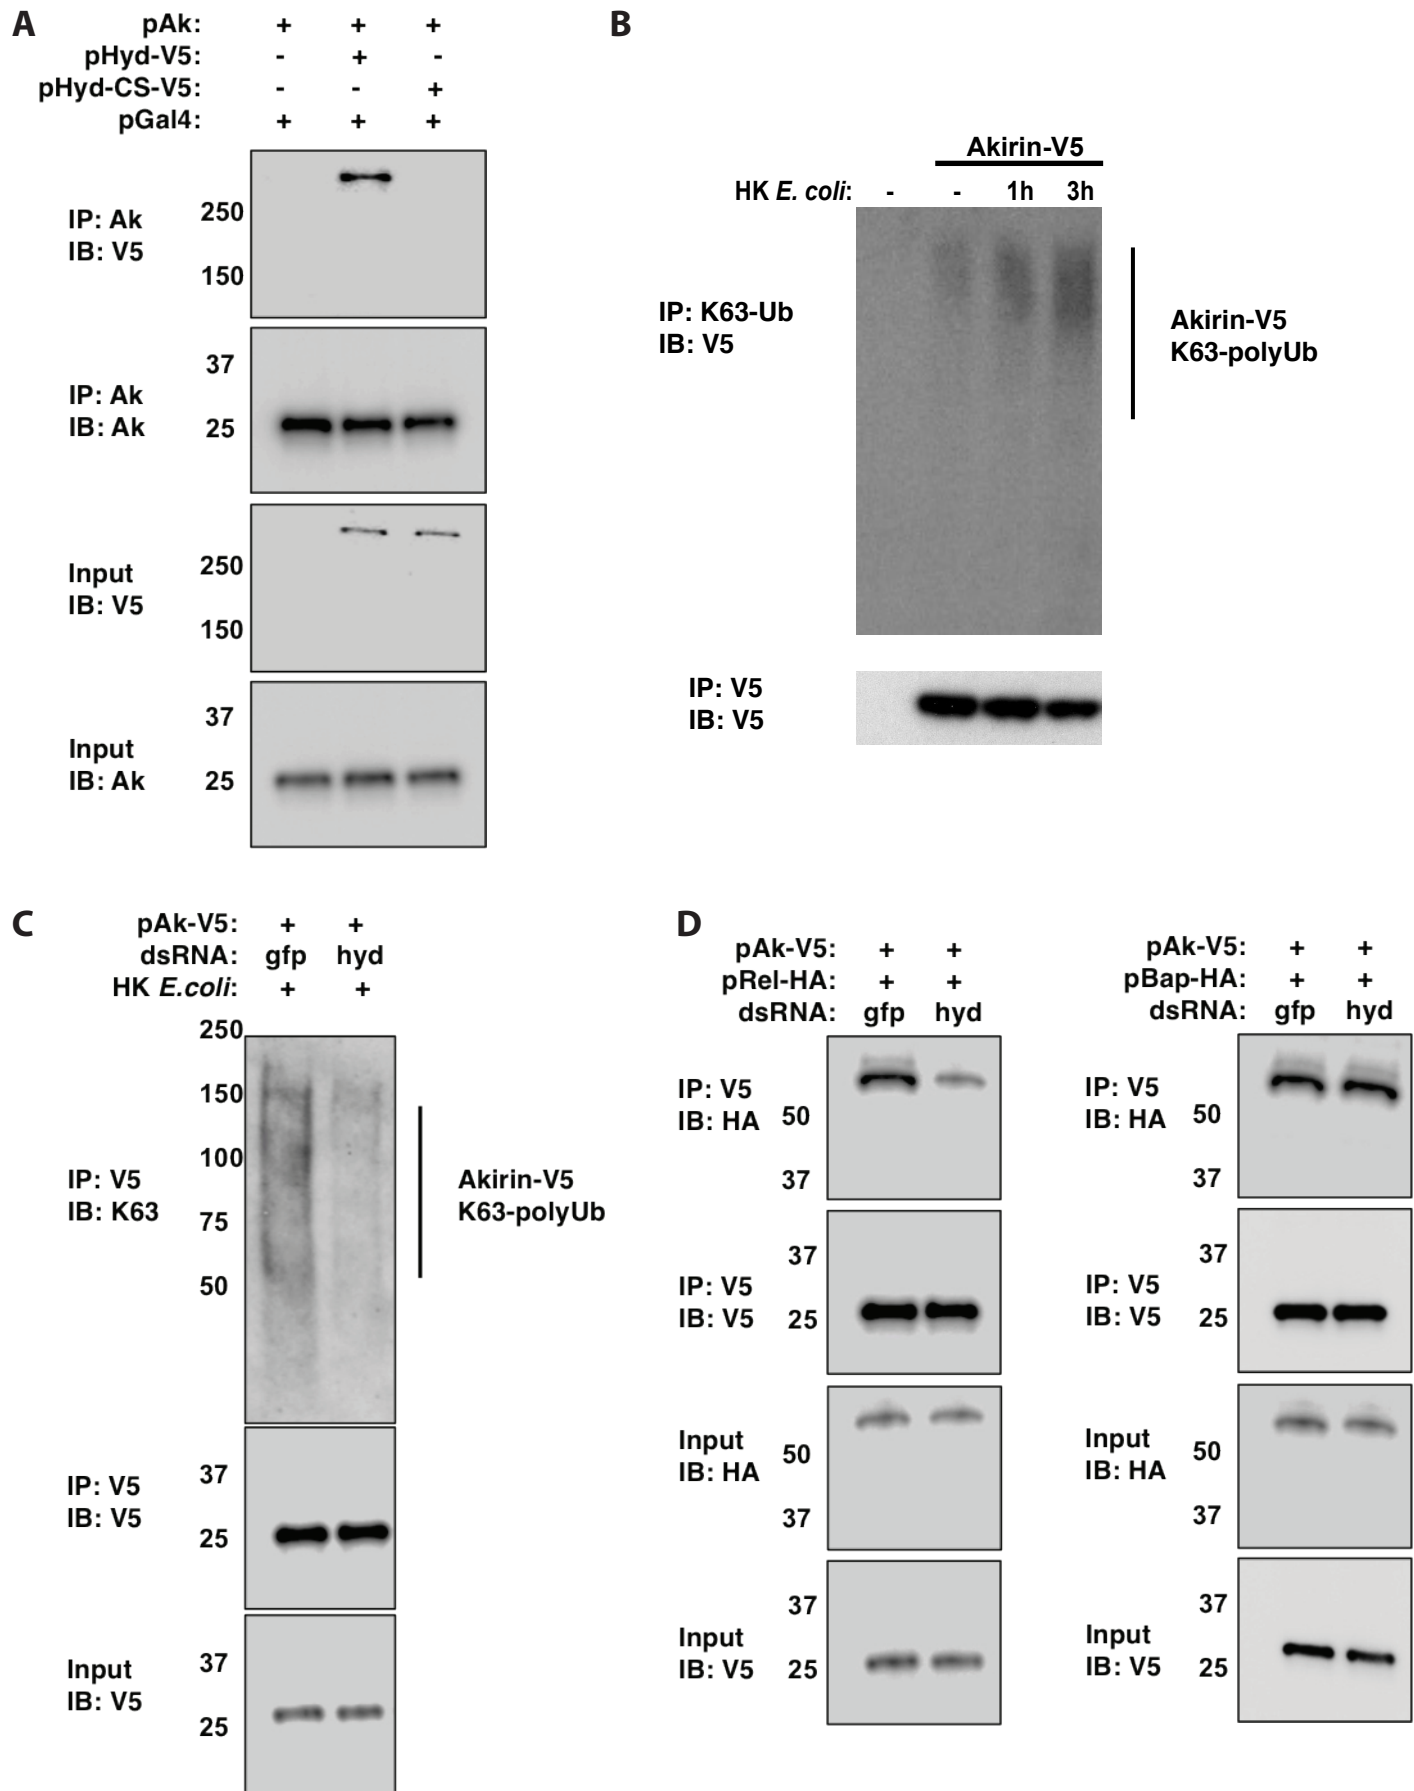 A
pAk: + + +
pHyd-V5: - + -
pHyd-CS-V5: - - +
pGal4: + + +
IP: Ak
IB: V5
250
150
IP: Ak
IB: Ak
37
25
Input
IB: V5
250
150
Input
IB: Ak
37
25
B
Akirin-V5
HK E. coli: - - 1h 3h
IP: K63-Ub
IB: V5
Akirin-V5
K63-polyUb
IP: V5
IB: V5
C
pAk-V5: + +
dsRNA: gfp hyd
HK E.coli: + +
250
150
100
75
50
IP: V5
IB: K63
Akirin-V5
K63-polyUb
IP: V5
IB: V5
37
25
Input
IB: V5
37
25
D
pAk-V5: + +
pRel-HA: + +
dsRNA: gfp hyd
IP: V5
IB: HA
50
37
IP: V5
IB: V5
37
25
Input
IB: HA
50
37
Input
IB: V5
37
25
pAk-V5: + +
pBap-HA: + +
dsRNA: gfp hyd
IP: V5
IB: HA
50
37
IP: V5
IB: V5
37
25
Input
IB: HA
50
37
Input
IB: V5
37
25